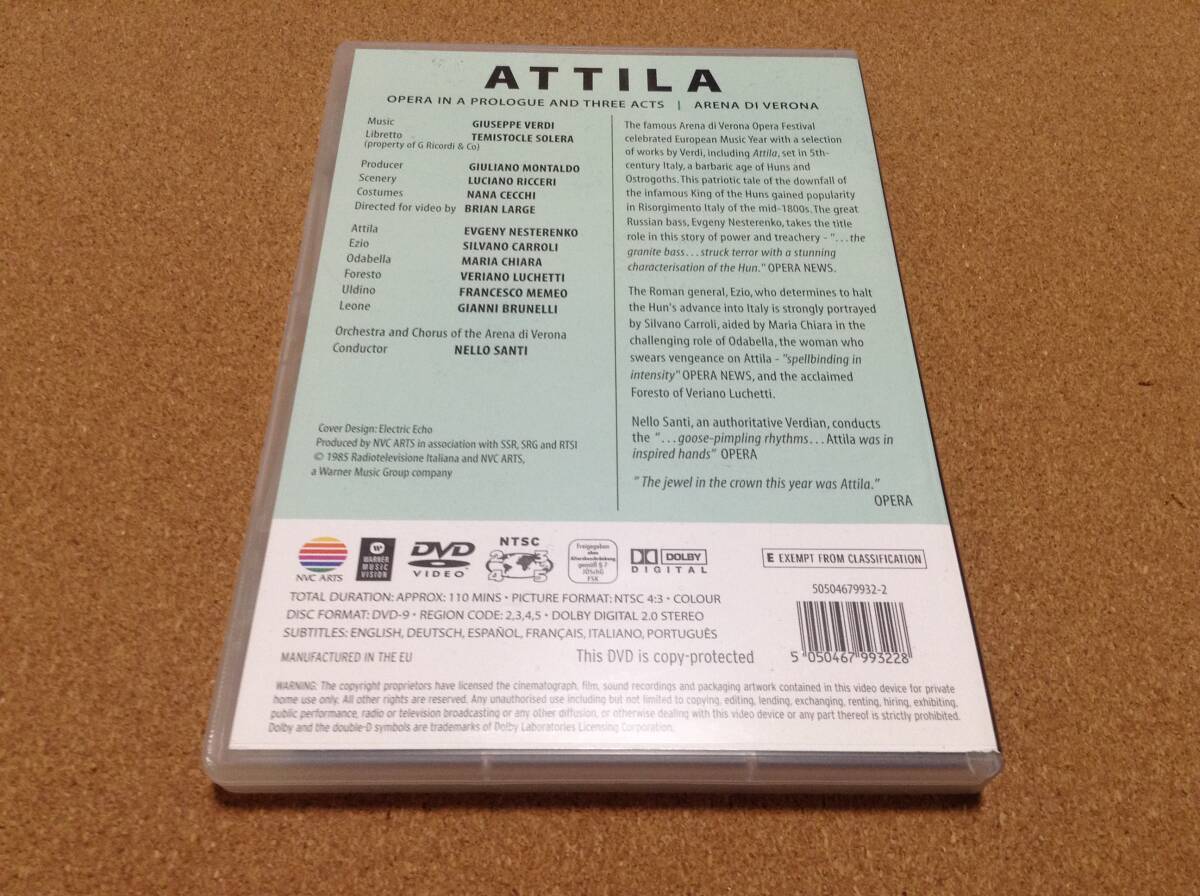 ATTILA
OPERA IN A PROLOGUE AND THREE ACTS | ARENA DI VERONA
Music GIUSEPPE VERDI
Libretto TEMISTOCLE SOLERA
(property of G Ricordi & Co)
Producer GIULIANO MONTALDO
Scenery LUCIANO RICCERI
Costumes NANA CECCHI
Directed for video by BRIAN LARGE
Attila EVGENY NESTERENKO
Ezio SILVANO CARROLI
Odabella MARIA CHIARA
Foresto VERIANO LUCHETTI
Uldino FRANCESCO MEMEO
Leone GIANNI BRUNELLI
Orchestra and Chorus of the Arena di Verona
Conductor NELLO SANTI
Cover Design: Electric Echo
Produced by NVC ARTS in association with SSR, SRG and RTSI
© 1985 Radiotelevisione Italiana and NVC ARTS,
a Warner Music Group company
The famous Arena di Verona Opera Festival
celebrated European Music Year with a selection
of works by Verdi, including Attila, set in 5th-
century Italy, a barbaric age of Huns and
Ostrogoths. This patriotic tale of the downfall of
the infamous King of the Huns gained popularity
in Risorgimento Italy of the mid-1800s. The great
Russian bass, Evgeny Nesterenko, takes the title
role in this story of power and treachery - "...the
granite bass...struck terror with a stunning
characterisation of the Hun." OPERA NEWS.
The Roman general, Ezio, who determines to halt
the Hun's advance into Italy is strongly portrayed
by Silvano Carroli, aided by Maria Chiara in the
challenging role of Odabella, the woman who
swears vengeance on Attila - "spellbinding in
intensity" OPERA NEWS, and the acclaimed
Foresto of Veriano Luchetti.
Nello Santi, an authoritative Verdian, conducts
the "...goose-pimpling rhythms...Attila was in
inspired hands" OPERA
"The jewel in the crown this year was Attila."
OPERA
NVC ARTS
WARNER
MUSIC
VISION
DVD
VIDEO
NTSC
2 3
4 5
Freigegeben
ohne
Altersbeschränkung
gemäß § 7
JÖSchG
FSK
DOLBY
DIGITAL
E EXEMPT FROM CLASSIFICATION
TOTAL DURATION: APPROX: 110 MINS • PICTURE FORMAT: NTSC 4:3 • COLOUR
DISC FORMAT: DVD-9 • REGION CODE: 2,3,4,5 • DOLBY DIGITAL 2.0 STEREO
SUBTITLES: ENGLISH, DEUTSCH, ESPAÑOL, FRANÇAIS, ITALIANO, PORTUGUÊS
MANUFACTURED IN THE EU
This DVD is copy-protected
50504679932-2
5 050467 993228
WARNING: The copyright proprietors have licensed the cinematograph, film, sound recordings and packaging artwork contained in this video device for private
home use only. All other rights are reserved. Any unauthorised use including but not limited to copying, editing, lending, exchanging, renting, hiring, exhibiting,
public performance, radio or television broadcasting or any other diffusion, or otherwise dealing with this video device or any part thereof is strictly prohibited.
Dolby and the double-D symbols are trademarks of Dolby Laboratories Licensing Corporation.